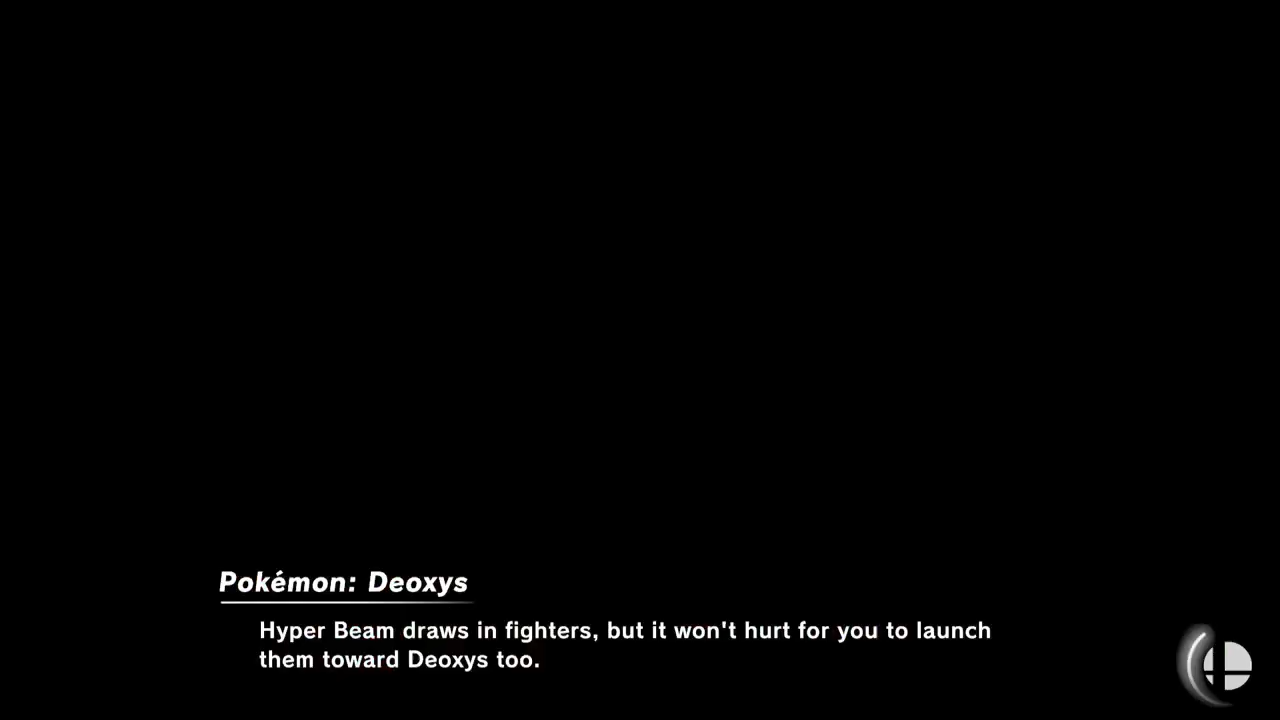 Pokémon: Deoxys
Hyper Beam draws in fighters, but it won't hurt for you to launch
them toward Deoxys too.